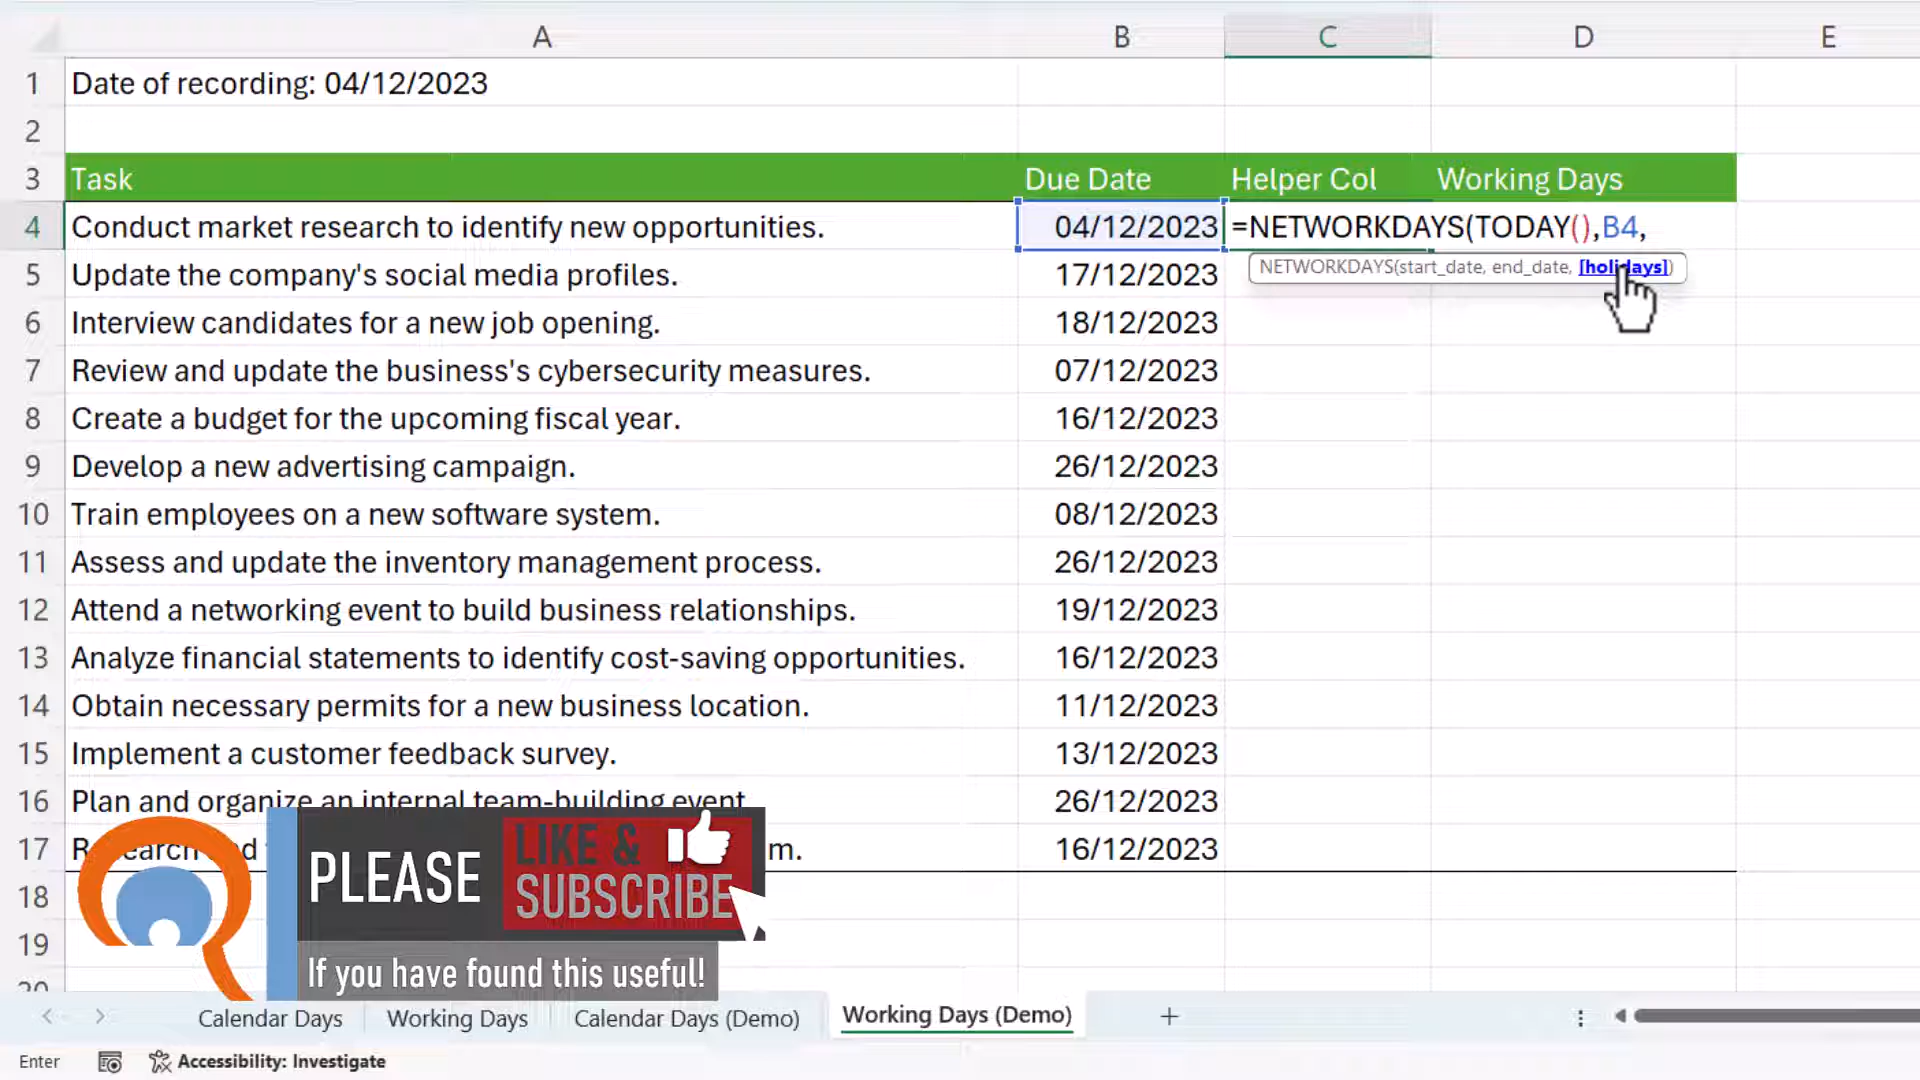 A B C D E
1 Date of recording: 04/12/2023
2
3 Task Due Date Helper Col Working Days
4 Conduct market research to identify new opportunities. 04/12/2023 =NETWORKDAYS(TODAY(),B4,
NETWORKDAYS(start_date, end_date, [holidays])
5 Update the company's social media profiles. 17/12/2023
6 Interview candidates for a new job opening. 18/12/2023
7 Review and update the business's cybersecurity measures. 07/12/2023
8 Create a budget for the upcoming fiscal year. 16/12/2023
9 Develop a new advertising campaign. 26/12/2023
10 Train employees on a new software system. 08/12/2023
11 Assess and update the inventory management process. 26/12/2023
12 Attend a networking event to build business relationships. 19/12/2023
13 Analyze financial statements to identify cost-saving opportunities. 16/12/2023
14 Obtain necessary permits for a new business location. 11/12/2023
15 Implement a customer feedback survey. 13/12/2023
16 Plan and organize an internal team-building event 26/12/2023
17 16/12/2023
18
19
20
PLEASE LIKE & SUBSCRIBE
If you have found this useful!
Calendar Days Working Days Calendar Days (Demo) Working Days (Demo)
Enter Accessibility: Investigate